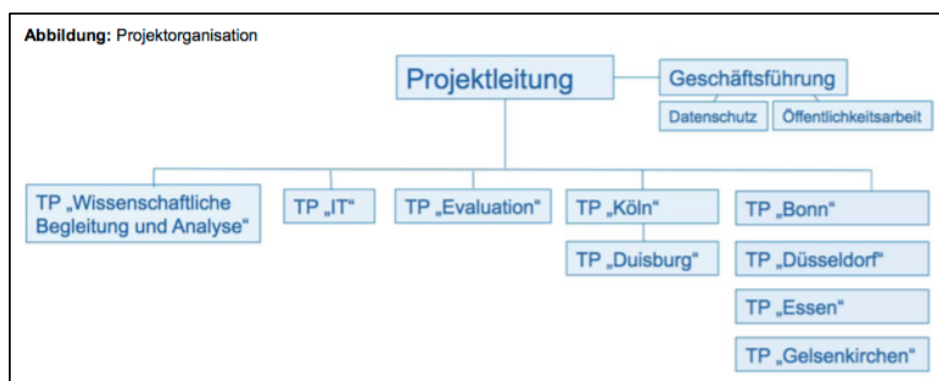 Abbildung: Projektorganisation
Projektleitung
Geschäftsführung
Datenschutz
Öffentlichkeitsarbeit
TP „Wissenschaftliche
Begleitung und Analyse“
TP „IT“
TP „Evaluation“
TP „Köln“
TP „Bonn“
TP „Duisburg“
TP „Düsseldorf“
TP „Essen“
TP „Gelsenkirchen“